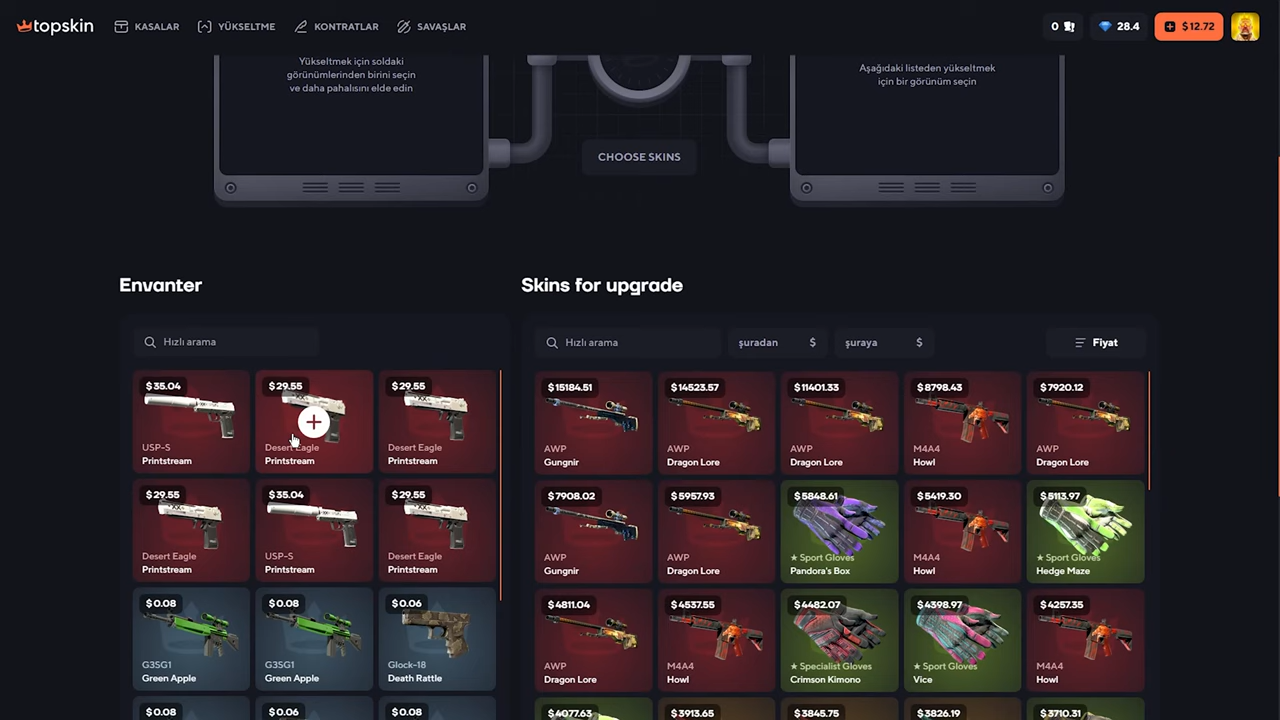 topskin
KASALAR
YÜKSELTME
KONTRATLAR
SAVAŞLAR
0
28.4
$12.72
Yükseltmek için soldaki
görünümlerinden birini seçin
ve daha pahalısını elde edin
Aşağıdaki listeden yükseltmek
için bir görünüm seçin
CHOOSE SKINS
Envanter
Skins for upgrade
Hızlı arama
Hızlı arama
şuradan $
şuraya $
Fiyat
$35.04
USP-S
Printstream
$29.55
Desert Eagle
Printstream
$29.55
Desert Eagle
Printstream
$29.55
Desert Eagle
Printstream
$35.04
USP-S
Printstream
$29.55
Desert Eagle
Printstream
$0.08
G3SG1
Green Apple
$0.08
G3SG1
Green Apple
$0.06
Glock-18
Death Rattle
$0.08
$0.06
$0.08
$15184.51
AWP
Gungnir
$14523.57
AWP
Dragon Lore
$11401.33
AWP
Dragon Lore
$8798.43
M4A4
Howl
$7920.12
AWP
Dragon Lore
$7908.02
AWP
Gungnir
$5957.93
AWP
Dragon Lore
$5848.61
★ Sport Gloves
Pandora's Box
$5419.30
M4A4
Howl
$5113.97
★ Sport Gloves
Hedge Maze
$4811.04
AWP
Dragon Lore
$4537.55
M4A4
Howl
$4482.07
★ Specialist Gloves
Crimson Kimono
$4398.97
★ Sport Gloves
Vice
$4257.35
M4A4
Howl
$4077.63
$3913.65
$3845.75
$3826.19
$3710.31